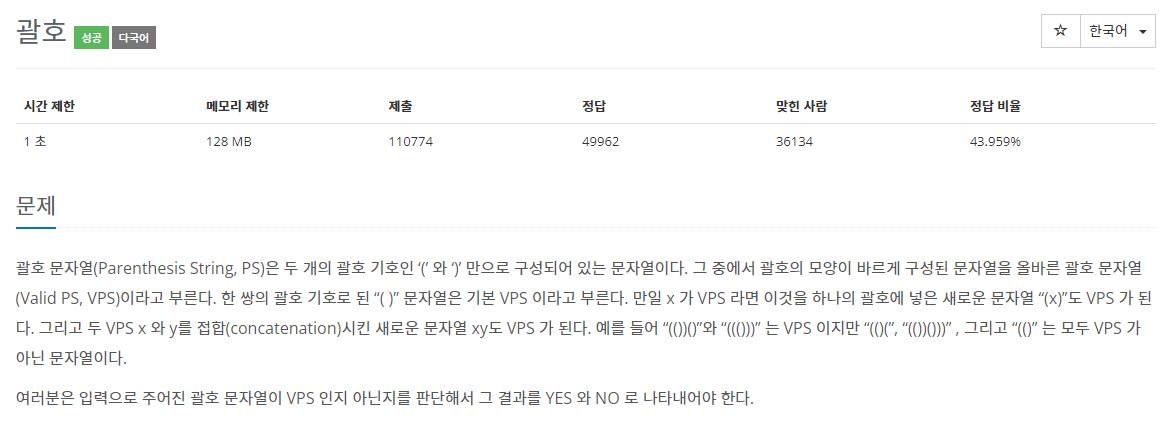 괄호 성공 다국어 ☆ 한국어
시간 제한 메모리 제한 제출 정답 맞힌 사람 정답 비율
1 초 128 MB 110774 49962 36134 43.959%
문제
괄호 문자열(Parenthesis String, PS)은 두 개의 괄호 기호인 ‘(’ 와 ‘)’ 만으로 구성되어 있는 문자열이다. 그 중에서 괄호의 모양이 바르게 구성된 문자열을 올바른 괄호 문자열
(Valid PS, VPS)이라고 부른다. 한 쌍의 괄호 기호로 된 “( )” 문자열은 기본 VPS 이라고 부른다. 만일 x 가 VPS 라면 이것을 하나의 괄호에 넣은 새로운 문자열 “(x)”도 VPS 가 된
다. 그리고 두 VPS x 와 y를 접합(concatenation)시킨 새로운 문자열 xy도 VPS 가 된다. 예를 들어 “(())()”와 “((()))” 는 VPS 이지만 “(()(”, “(())()))” , 그리고 “(()” 는 모두 VPS 가
아닌 문자열이다.
여러분은 입력으로 주어진 괄호 문자열이 VPS 인지 아닌지를 판단해서 그 결과를 YES 와 NO 로 나타내어야 한다.